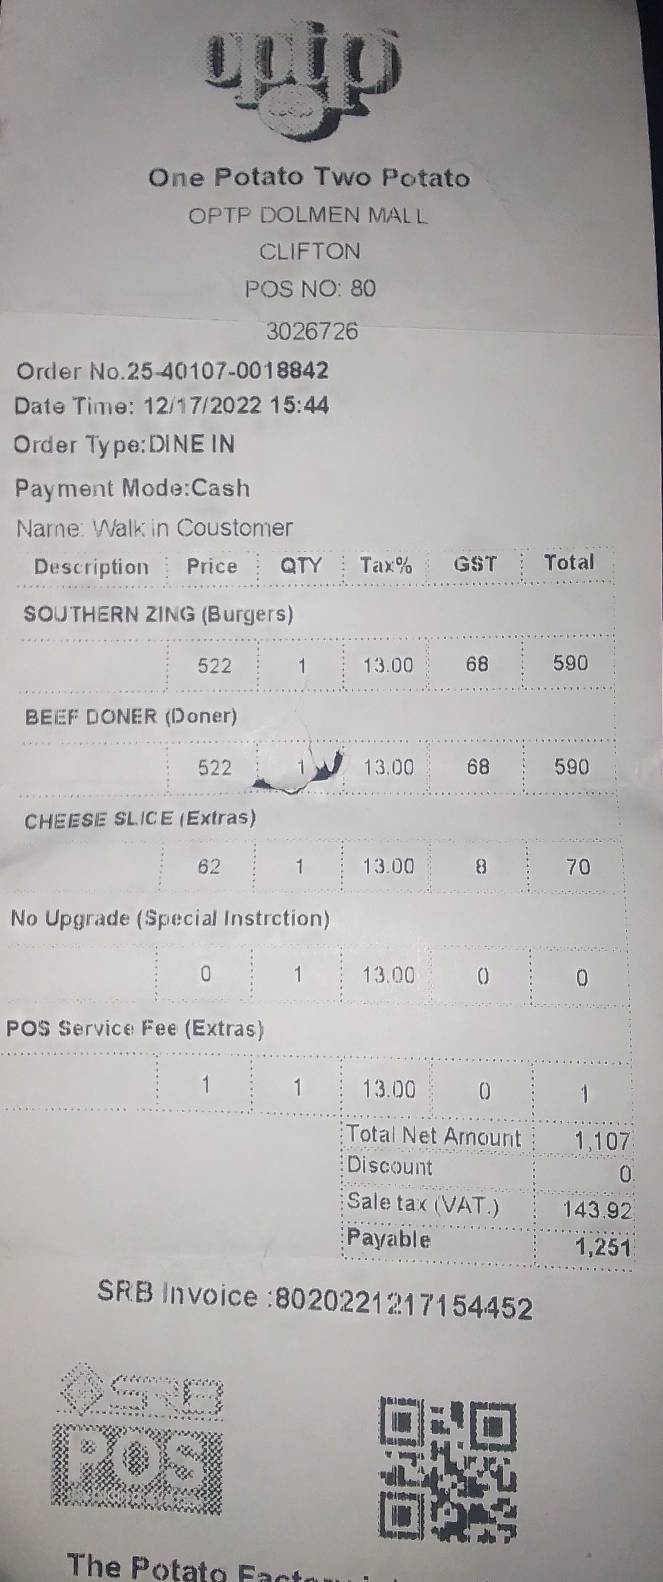 optp
One Potato Two Potato
OPTP DOLMEN MALL
CLIFTON
POS NO: 80
3026726
Order No.25-40107-0018842
Date Time: 12/17/2022 15:44
Order Type:DINE IN
Payment Mode:Cash
Name: Walk in Coustomer
Description Price QTY Tax% GST Total
SOUTHERN ZING (Burgers)
522 1 13.00 68 590
BEEF DONER (Doner)
522 1 13.00 68 590
CHEESE SLICE (Extras)
62 1 13.00 8 70
No Upgrade (Special Instrction)
0 1 13.00 0 0
POS Service Fee (Extras)
1 1 13.00 0 1
Total Net Amount 1,107
Discount 0
Sale tax (VAT.) 143.92
Payable 1,251
SRB Invoice :8020221217154452
SRB
POS
The Potato